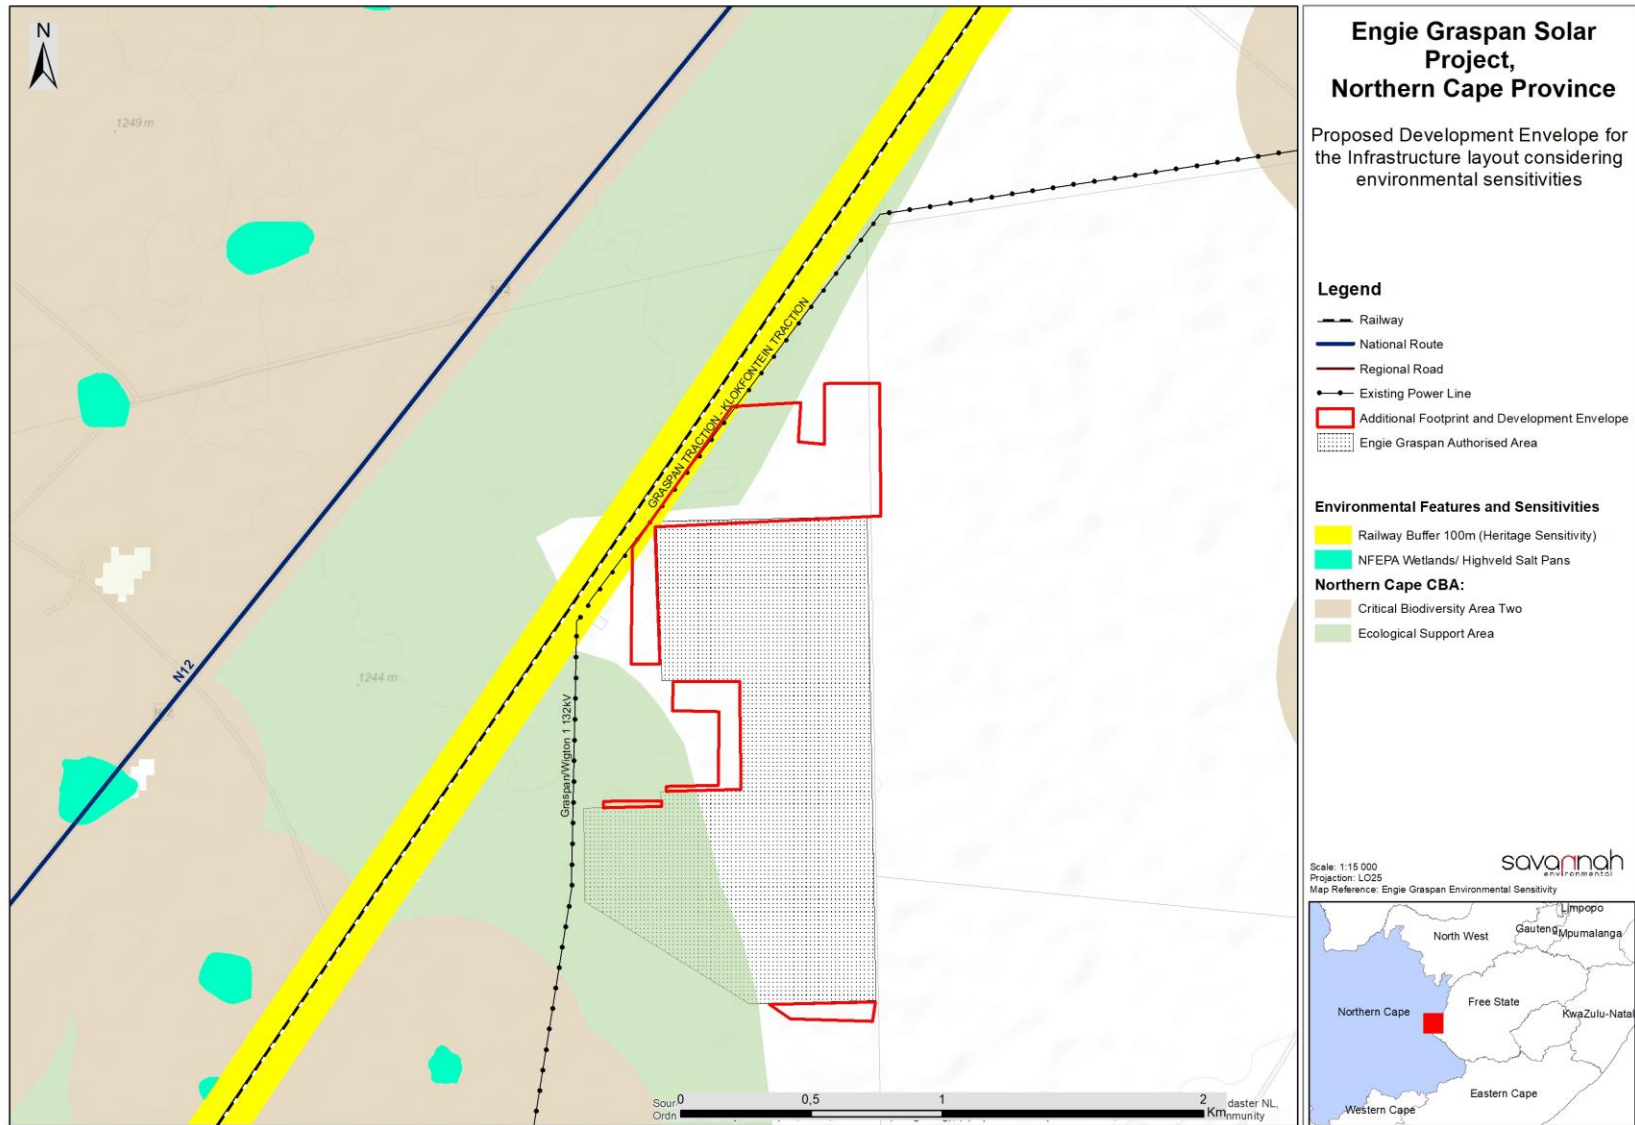 N
1249 m
N12
1244 m
GRASPAN TRACTION - KLOKFONTEIN TRACTION
Graspan/Wigton 1 132kV
0 0,5 1 2
Km
Sour
Ordn
daster NL,
mmunity
Engie Graspan Solar
Project,
Northern Cape Province
Proposed Development Envelope for
the Infrastructure layout considering
environmental sensitivities
Legend
Railway
National Route
Regional Road
Existing Power Line
Additional Footprint and Development Envelope
Engie Graspan Authorised Area
Environmental Features and Sensitivities
Railway Buffer 100m (Heritage Sensitivity)
NFEPA Wetlands/ Highveld Salt Pans
Northern Cape CBA:
Critical Biodiversity Area Two
Ecological Support Area
Scale: 1:15 000
Projection: LO25
Map Reference: Engie Graspan Environmental Sensitivity
savannah
environmental
Limpopo
North West
Gauteng
Mpumalanga
Northern Cape
Free State
KwaZulu-Natal
Eastern Cape
Western Cape